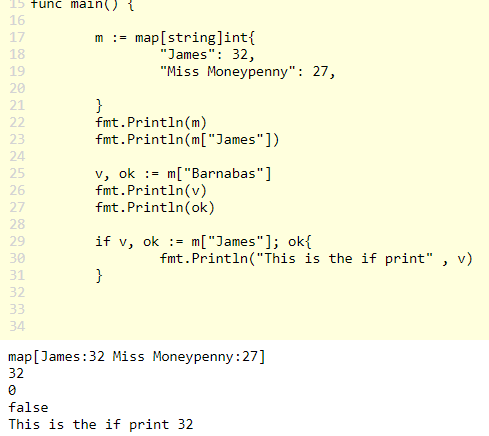 15 func main() {
16
17 m := map[string]int{
18 "James": 32,
19 "Miss Moneypenny": 27,
20
21 }
22 fmt.Println(m)
23 fmt.Println(m["James"])
24
25 v, ok := m["Barnabas"]
26 fmt.Println(v)
27 fmt.Println(ok)
28
29 if v, ok := m["James"]; ok{
30 fmt.Println("This is the if print" , v)
31 }
32
33
34
map[James:32 Miss Moneypenny:27]
32
0
false
This is the if print 32